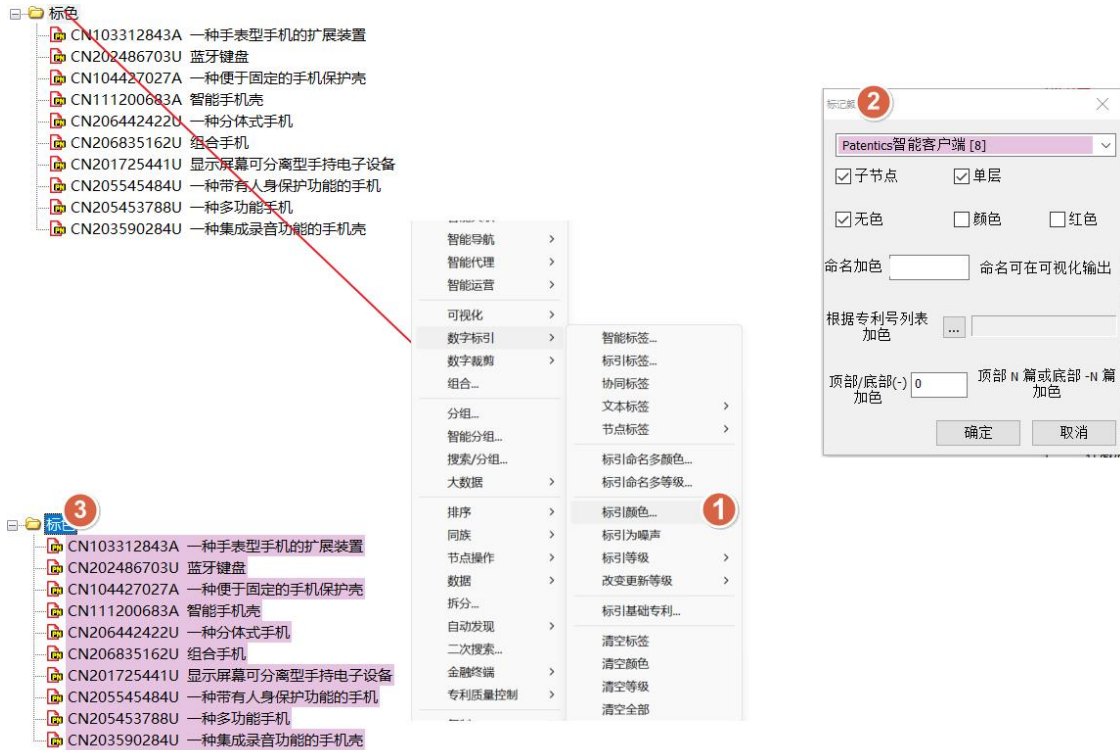 标色
CN103312843A 一种手表型手机的扩展装置
CN202486703U 蓝牙键盘
CN104427027A 一种便于固定的手机保护壳
CN111200683A 智能手机壳
CN206442422U 一种分体式手机
CN206835162U 组合手机
CN201725441U 显示屏幕可分离型手持电子设备
CN205545484U 一种带有人身保护功能的手机
CN205453788U 一种多功能手机
CN203590284U 一种集成录音功能的手机壳
智能导航
智能代理
智能运营
可视化
数字标引
数字裁剪
组合...
分组...
智能分组...
搜索/分组...
大数据
排序
同族
节点操作
数据
拆分...
自动发现
二次搜索...
金融终端
专利质量控制
智能标签...
标引标签...
协同标签
文本标签
节点标签
标引命名多颜色...
标引命名多等级...
标引颜色...
1
标引为噪声
标引等级
改变更新等级
标引基础专利...
清空标签
清空颜色
清空等级
清空全部
标记颜
2
Patentics智能客户端 [8]
子节点 单层
无色 颜色 红色
命名加色 命名可在可视化输出
根据专利号列表
加色
...
顶部/底部(-)
加色
0
顶部 N 篇或底部 -N 篇
加色
确定 取消
3
标色
CN103312843A 一种手表型手机的扩展装置
CN202486703U 蓝牙键盘
CN104427027A 一种便于固定的手机保护壳
CN111200683A 智能手机壳
CN206442422U 一种分体式手机
CN206835162U 组合手机
CN201725441U 显示屏幕可分离型手持电子设备
CN205545484U 一种带有人身保护功能的手机
CN205453788U 一种多功能手机
CN203590284U 一种集成录音功能的手机壳